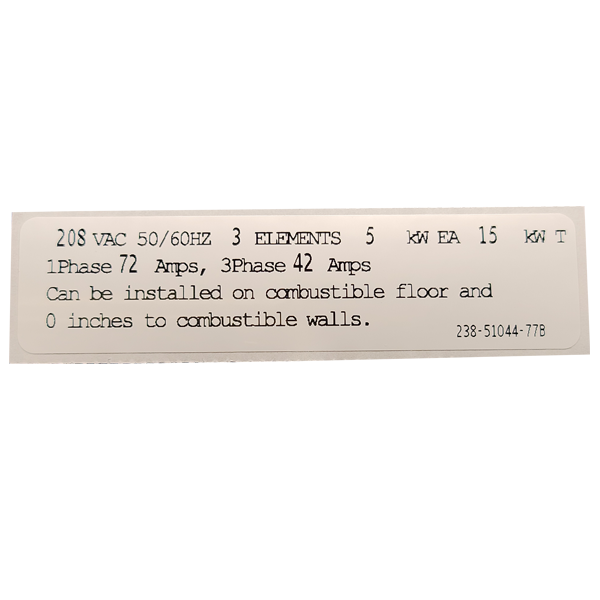 208 VAC 50/60HZ 3 ELEMENTS 5 kW EA 15 kW T
1Phase 72 Amps, 3Phase 42 Amps
Can be installed on combustible floor and
0 inches to combustible walls.
238-51044-77B